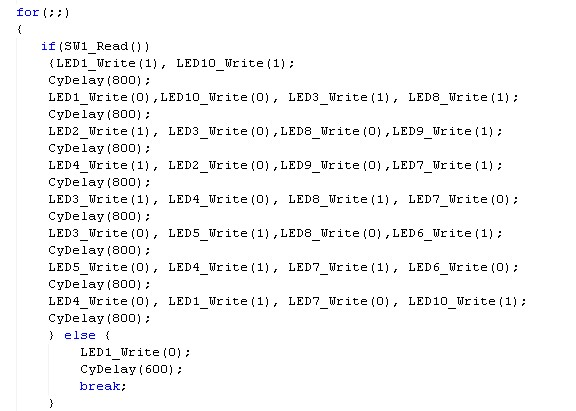 for(;;)
{
if(SW1_Read())
{LED1_Write(1), LED10_Write(1);
CyDelay(800);
LED1_Write(0),LED10_Write(0), LED3_Write(1), LED8_Write(1);
CyDelay(800);
LED2_Write(1), LED3_Write(0),LED8_Write(0),LED9_Write(1);
CyDelay(800);
LED4_Write(1), LED2_Write(0),LED9_Write(0),LED7_Write(1);
CyDelay(800);
LED3_Write(1), LED4_Write(0), LED8_Write(1), LED7_Write(0);
CyDelay(800);
LED3_Write(0), LED5_Write(1),LED8_Write(0),LED6_Write(1);
CyDelay(800);
LED5_Write(0), LED4_Write(1), LED7_Write(1), LED6_Write(0);
CyDelay(800);
LED4_Write(0), LED1_Write(1), LED7_Write(0), LED10_Write(1);
CyDelay(800);
} else {
LED1_Write(0);
CyDelay(600);
break;
}